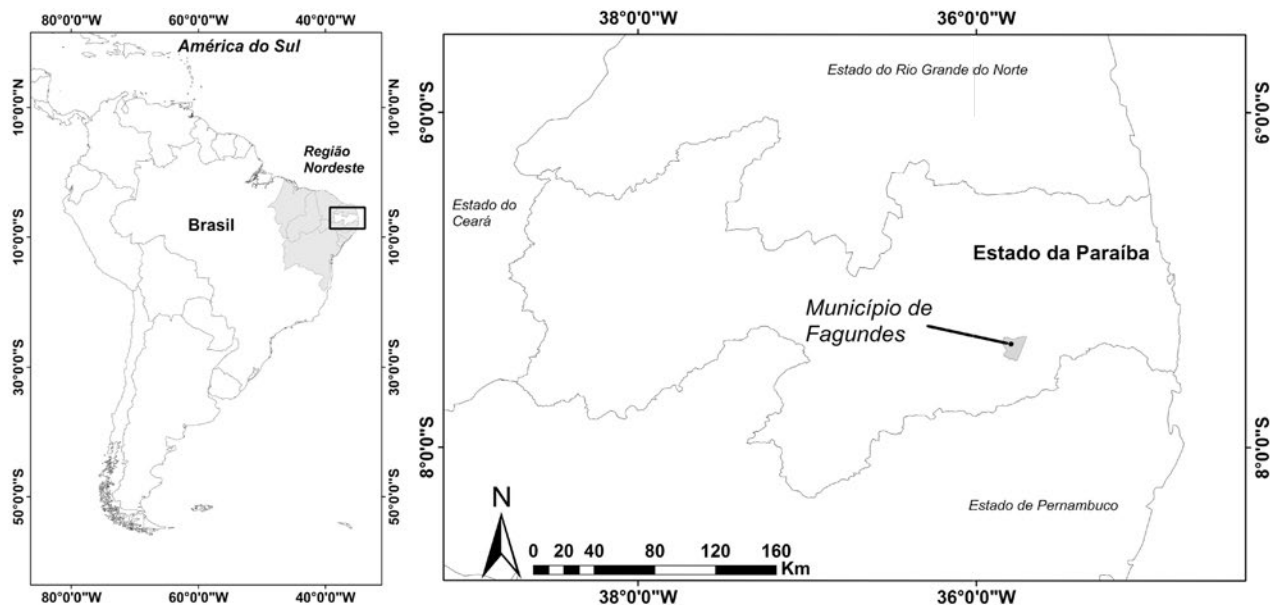 80°0'0"W 60°0'0"W 40°0'0"W
América do Sul
10°0'0"N 10°0'0"N
Região
Nordeste
Brasil
10°0'0"S 10°0'0"S
30°0'0"S 30°0'0"S
50°0'0"S 50°0'0"S
80°0'0"W 60°0'0"W 40°0'0"W
38°0'0"W 36°0'0"W
Estado do Rio Grande do Norte
6°0'0"S 6°0'0"S
Estado do
Ceará
Estado da Paraíba
Município de
Fagundes
8°0'0"S 8°0'0"S
N
Estado de Pernambuco
0 20 40 80 120 160
Km
38°0'0"W 36°0'0"W